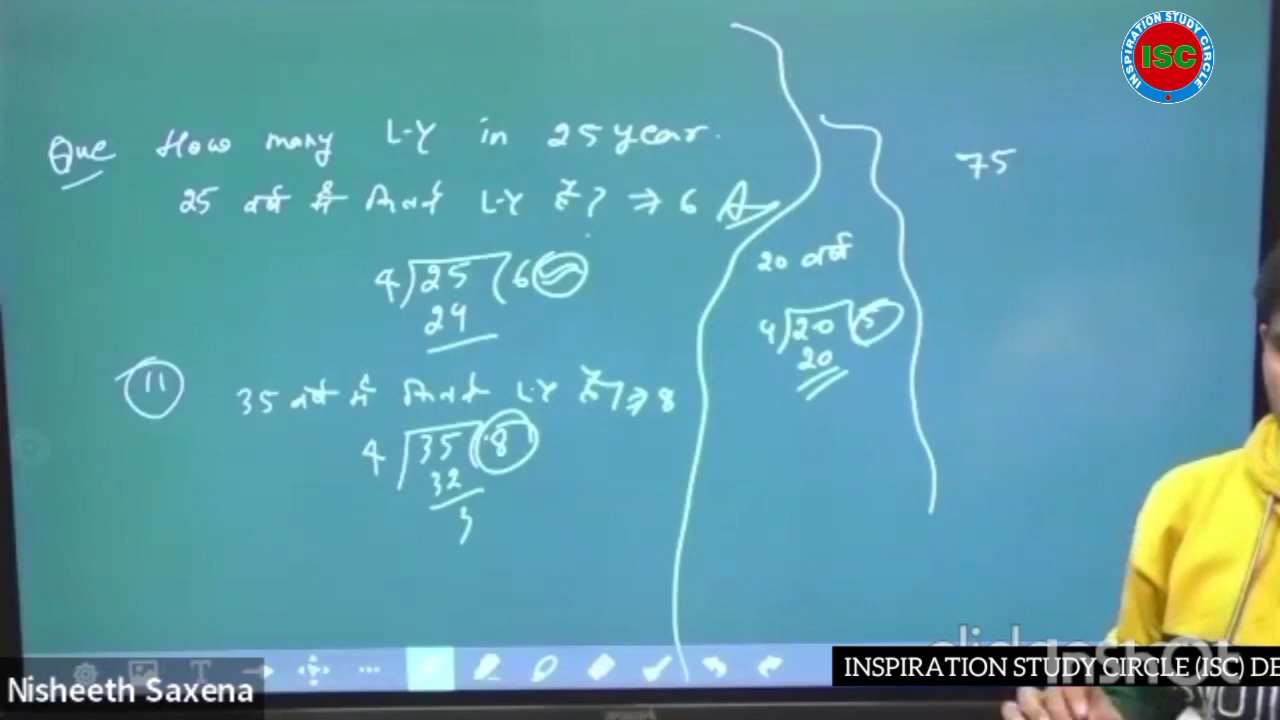 Que How many L-Y in 25 year.
25 वर्ष में कितने L-Y है? ⇒ 6 A
4)25(6
24
(11) 35 वर्ष में कितने L-Y है? ⇒ 8
4)35(8
32
3
20 वर्ष
4)20(5
20
75
INSPIRATION STUDY CIRCLE
ISC
Nisheeth Saxena
INSPIRATION STUDY CIRCLE (ISC) DE